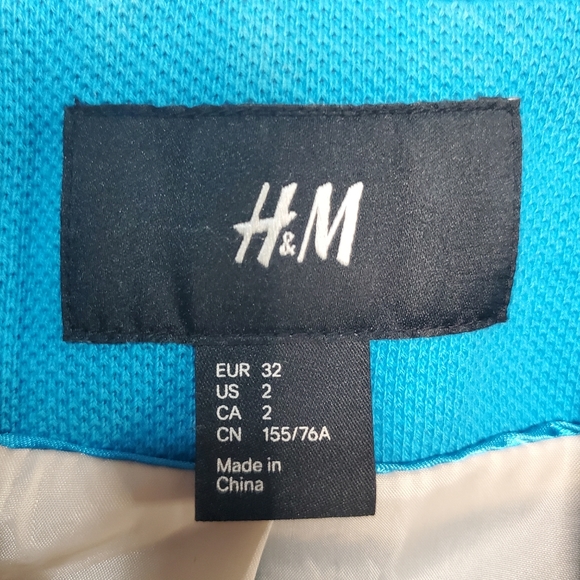 H&M
EUR 32
US 2
CA 2
CN 155/76A
Made in
China